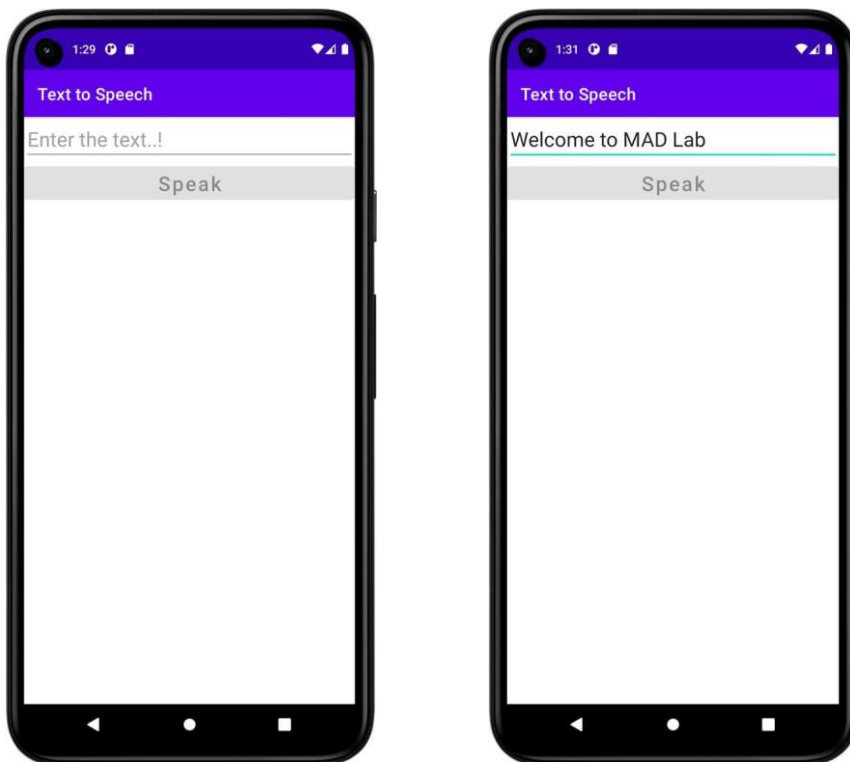 1:29
Text to Speech
Enter the text..!
Speak
1:31
Text to Speech
Welcome to MAD Lab
Speak